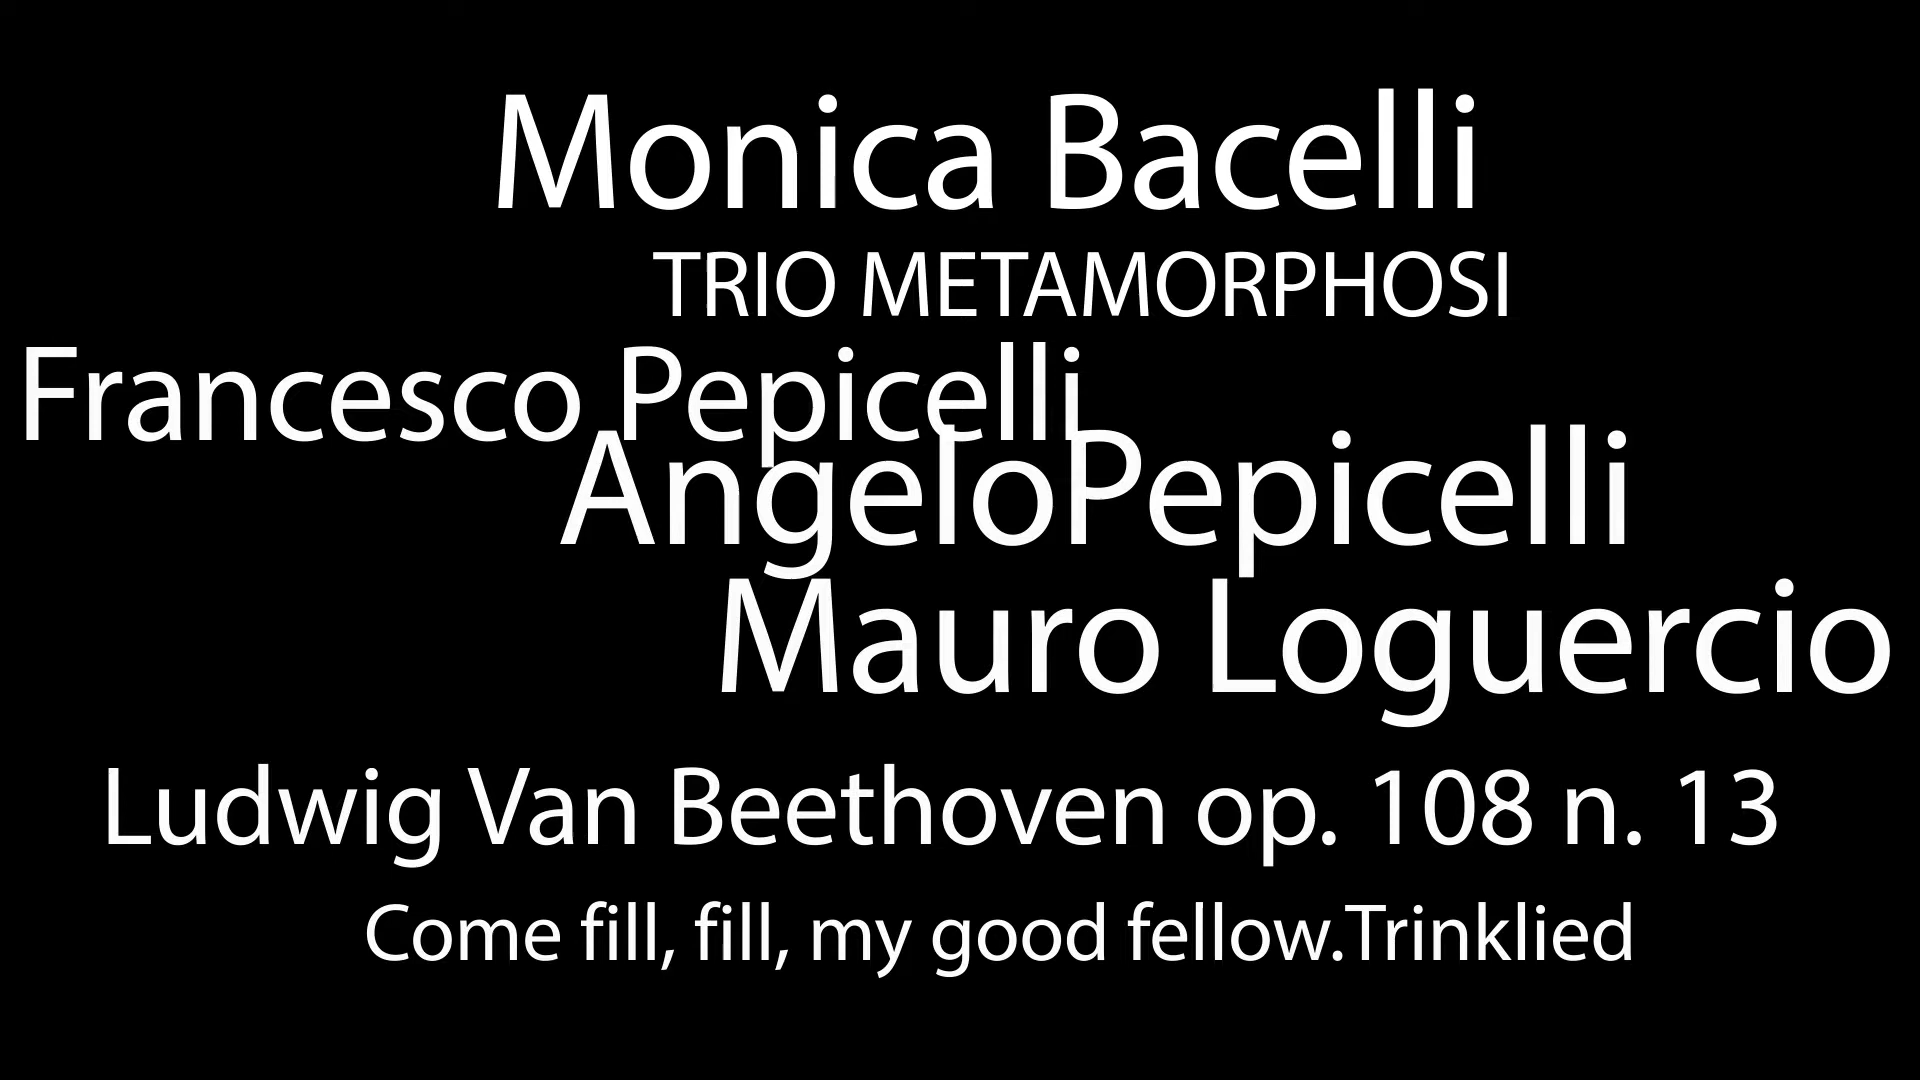 Monica Bacelli
TRIO METAMORPHOSI
Francesco Pepicelli
AngeloPepicelli
Mauro Loguercio
Ludwig Van Beethoven op. 108 n. 13
Come fill, fill, my good fellow.Trinklied